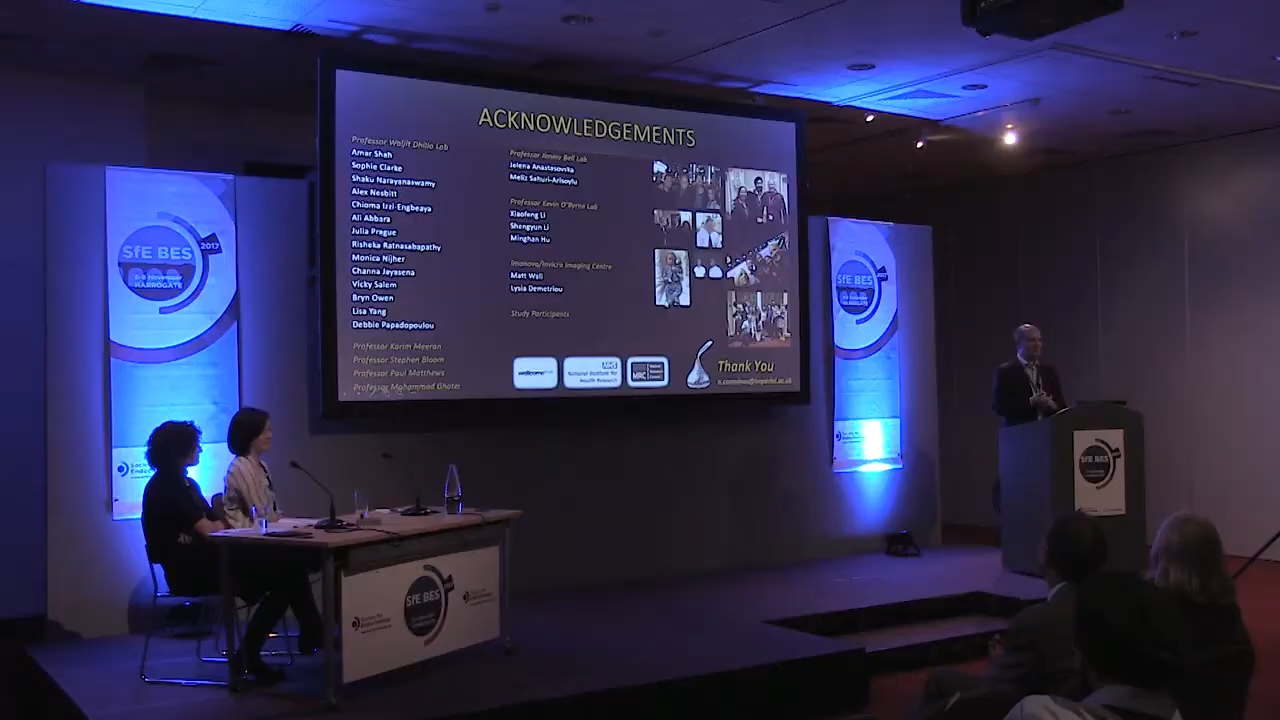 ACKNOWLEDGEMENTS
Professor Waljit Dhillo Lab
Amar Shah
Sophie Clarke
Shaku Narayanaswamy
Alex Nesbitt
Chioma Izzi-Engbeaya
Ali Abbara
Julia Prague
Risheka Ratnasabapathy
Monica Nijher
Channa Jayasena
Vicky Salem
Bryn Owen
Lisa Yang
Debbie Papadopoulou
Professor Karim Meeran
Professor Stephen Bloom
Professor Paul Matthews
Professor Mohammad Ghatei
Professor Jimmy Bell Lab
Jelena Anastasovska
Meliz Sahuri-Arisoylu
Professor Kevin O'Byrne Lab
Xiaofeng Li
Shengyun Li
Minghan Hu
Imanova/Invicro Imaging Centre
Matt Wall
Lysia Demetriou
Study Participants
wellcome
NHS
National Institute for
Health Research
MRC
Thank You
SfE BES
2017
6-8 November
HARROGATE
SfE BES
SfE BES
SfE BES